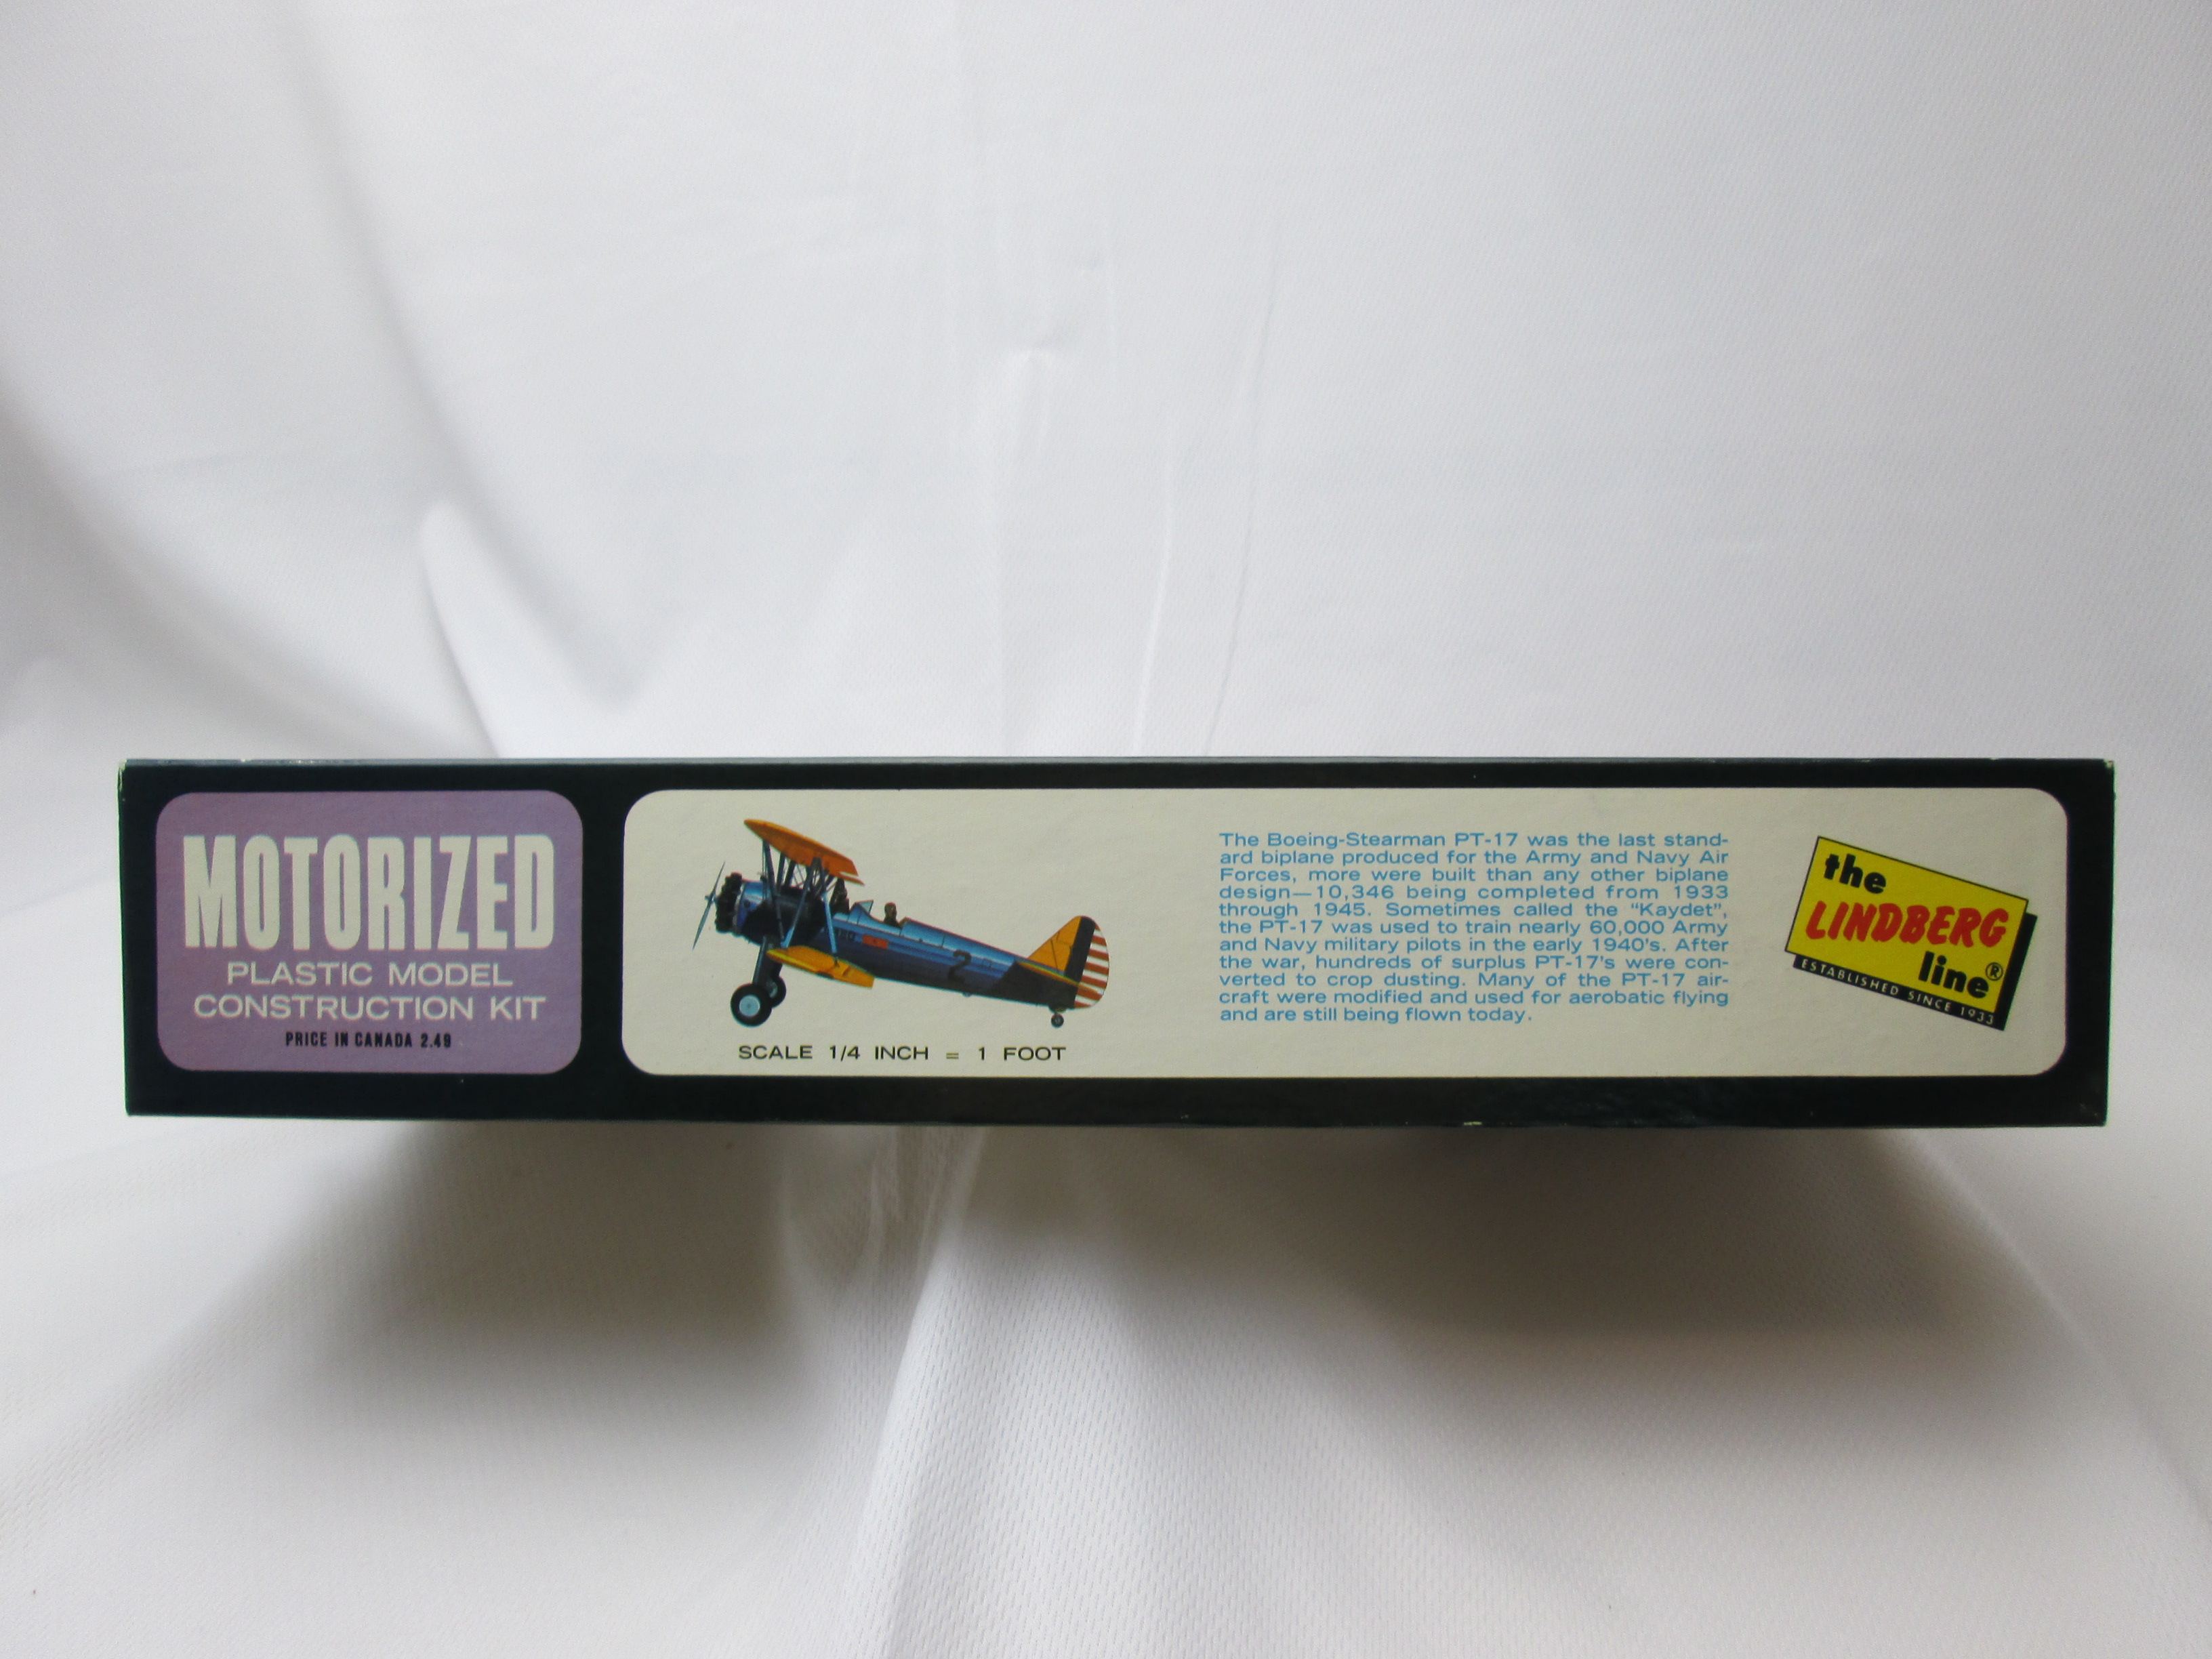 MOTORIZED
PLASTIC MODEL
CONSTRUCTION KIT
PRICE IN CANADA 2.49
2
SCALE 1/4 INCH = 1 FOOT
The Boeing-Stearman PT-17 was the last stand-
ard biplane produced for the Army and Navy Air
Forces, more were built than any other biplane
design—10,346 being completed from 1933
through 1945. Sometimes called the "Kaydet",
the PT-17 was used to train nearly 60,000 Army
and Navy military pilots in the early 1940's. After
the war, hundreds of surplus PT-17's were con-
verted to crop dusting. Many of the PT-17 air-
craft were modified and used for aerobatic flying
and are still being flown today.
the
LINDBERG
line®
ESTABLISHED SINCE 1933